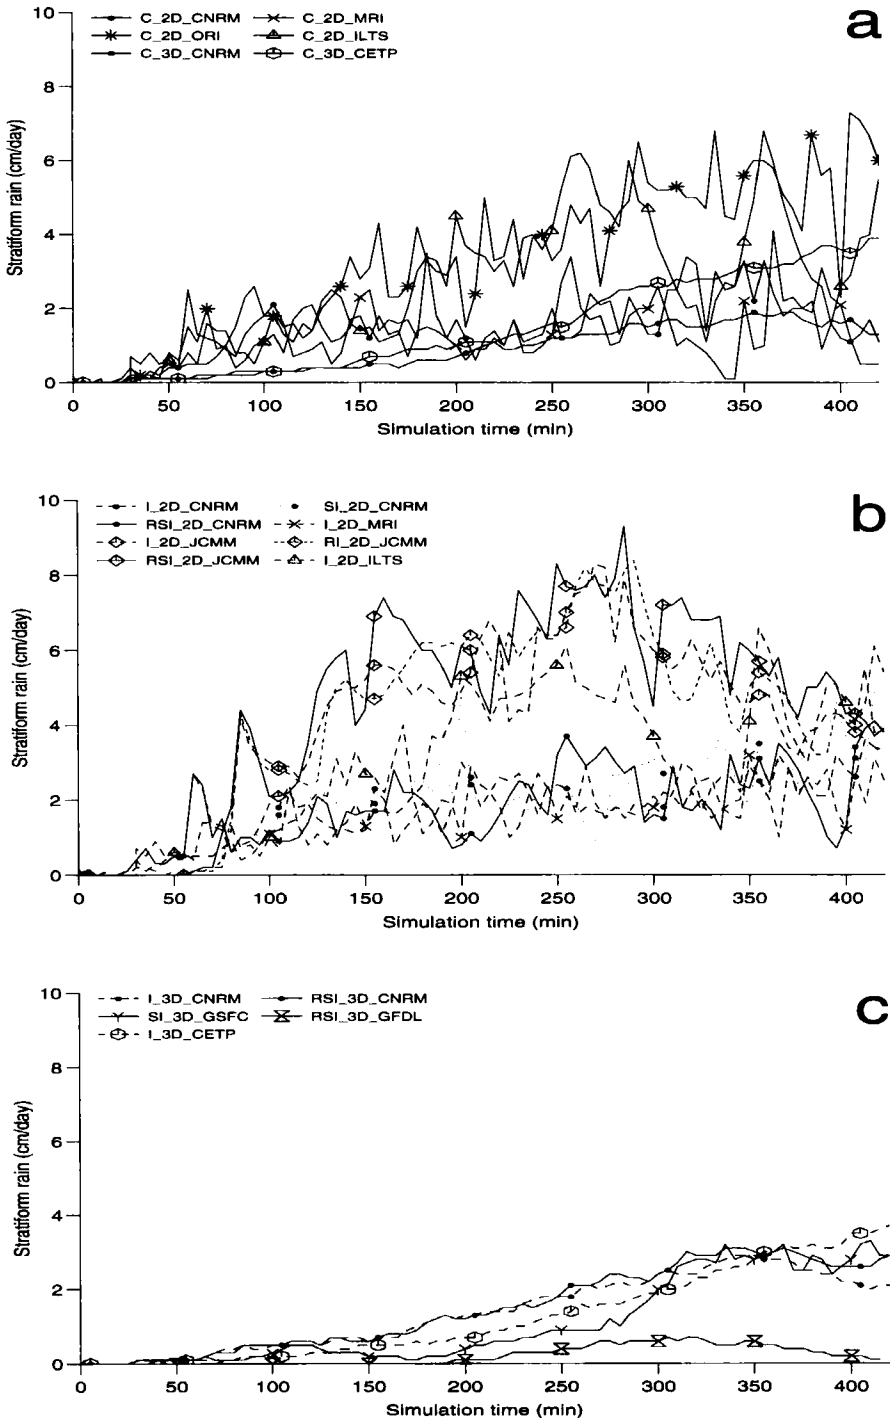 a
C_2D_CNRM C_2D_MRI
C_2D_ORI C_2D_ILTS
C_3D_CNRM C_3D_CETP
10
8
6
4
2
0
Stratiform rain (cm/day)
0 50 100 150 200 250 300 350 400
Simulation time (min)
b
I_2D_CNRM SI_2D_CNRM
RSI_2D_CNRM I_2D_MRI
I_2D_JCMM RI_2D_JCMM
RSI_2D_JCMM I_2D_ILTS
10
8
6
4
2
0
Stratiform rain (cm/day)
0 50 100 150 200 250 300 350 400
Simulation time (min)
c
I_3D_CNRM RSI_3D_CNRM
SI_3D_GSFC RSI_3D_GFDL
I_3D_CETP
10
8
6
4
2
0
Stratiform rain (cm/day)
0 50 100 150 200 250 300 350 400
Simulation time (min)